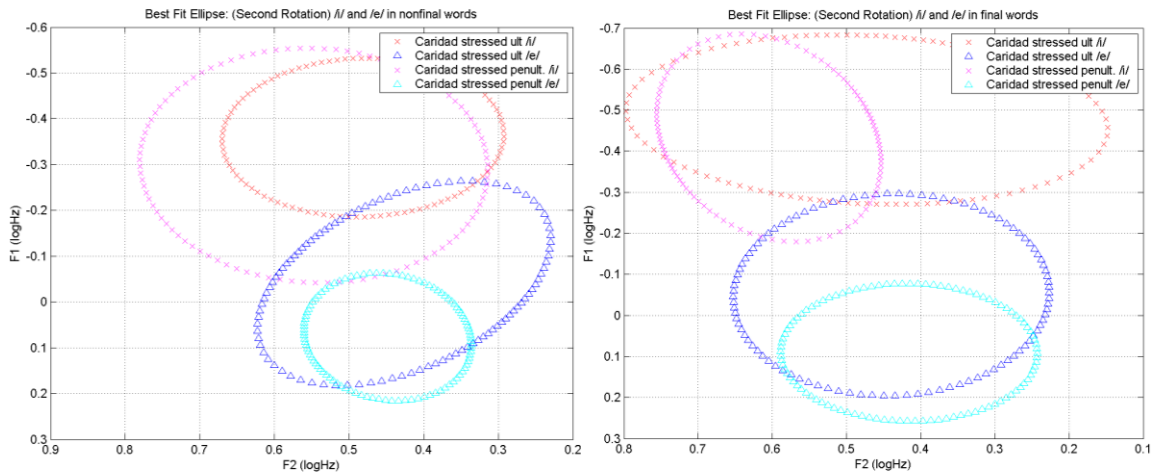 Best Fit Ellipse: (Second Rotation) /i/ and /e/ in nonfinal words
-0.6
-0.5
-0.4
-0.3
-0.2
-0.1
0
0.1
0.2
0.3
F1 (logHz)
0.9 0.8 0.7 0.6 0.5 0.4 0.3 0.2
F2 (logHz)
Caridad stressed ult /i/
Caridad stressed ult /e/
Caridad stressed penult. /i/
Caridad stressed penult /e/
Best Fit Ellipse: (Second Rotation) /i/ and /e/ in final words
-0.7
-0.6
-0.5
-0.4
-0.3
-0.2
-0.1
0
0.1
0.2
0.3
F1 (logHz)
0.8 0.7 0.6 0.5 0.4 0.3 0.2 0.1
F2 (logHz)
Caridad stressed ult /i/
Caridad stressed ult /e/
Caridad stressed penult. /i/
Caridad stressed penult /e/